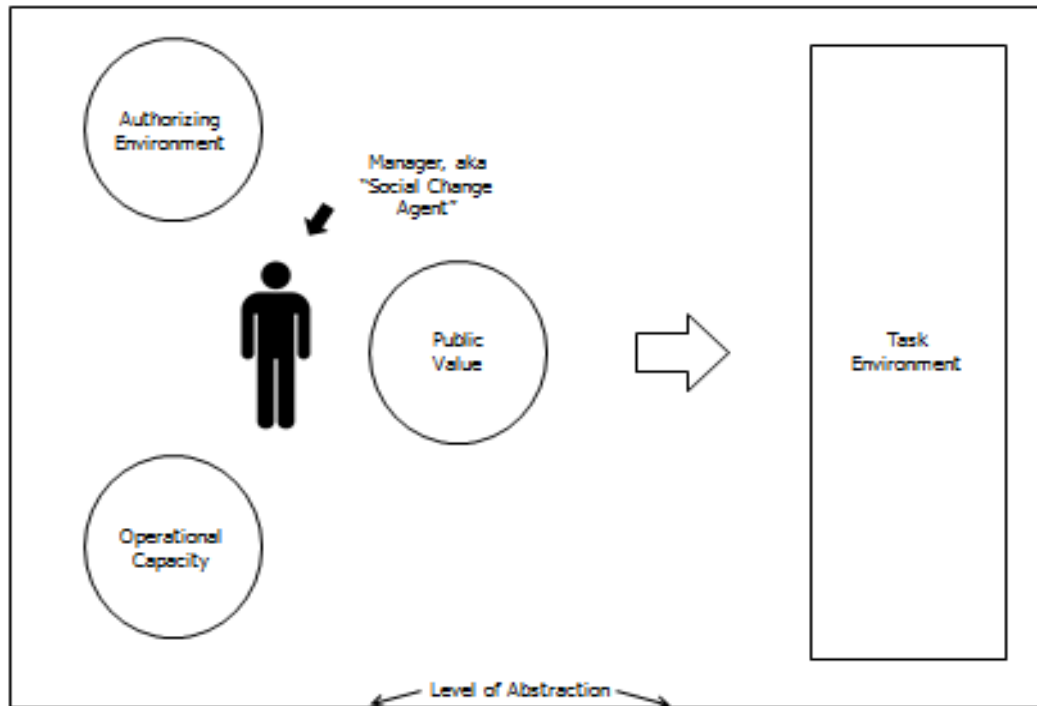 Authorizing
Environment
Manager, aka
"Social Change
Agent"
Public
Value
Task
Environment
Operational
Capacity
Level of Abstraction